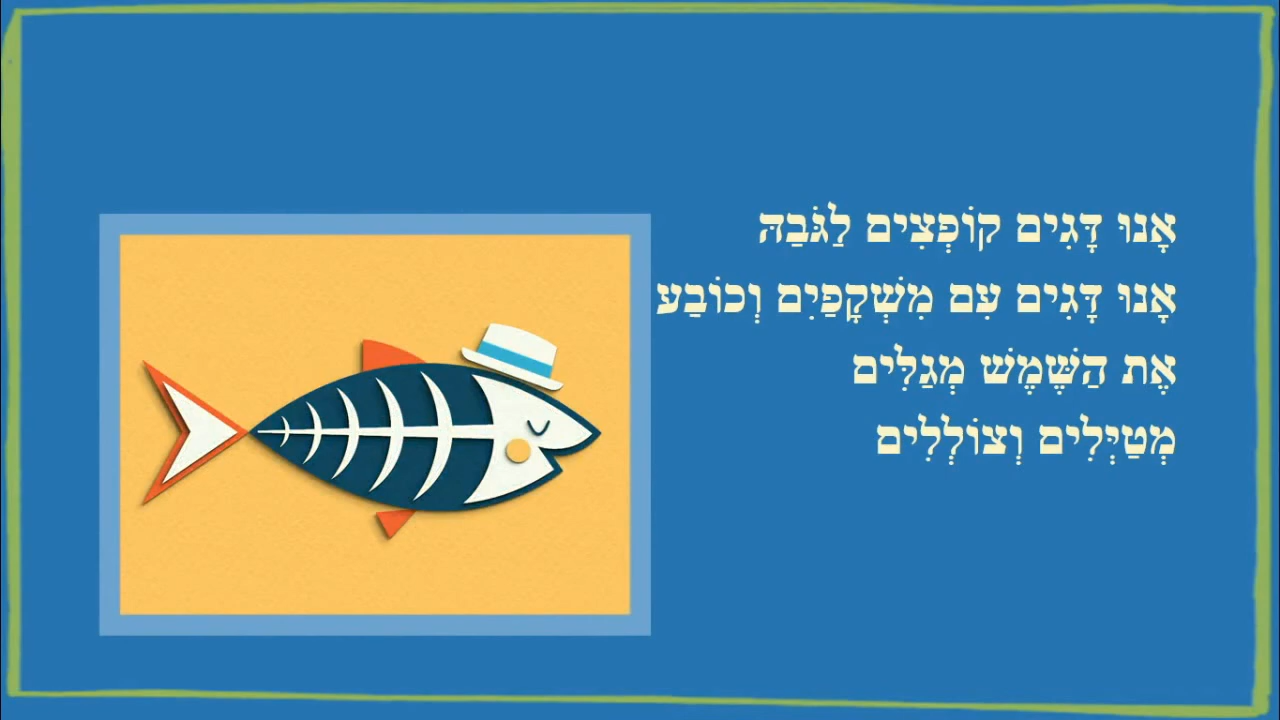 אָנוּ דָּגִים קוֹפְצִים לַגֹּבַהּ
אָנוּ דָּגִים עִם מִשְׁקָפַיִם וְכוֹבַע
אֶת הַשֶּׁמֶשׁ מְגַלִּים
מְטַיְּלִים וְצוֹלְלִים